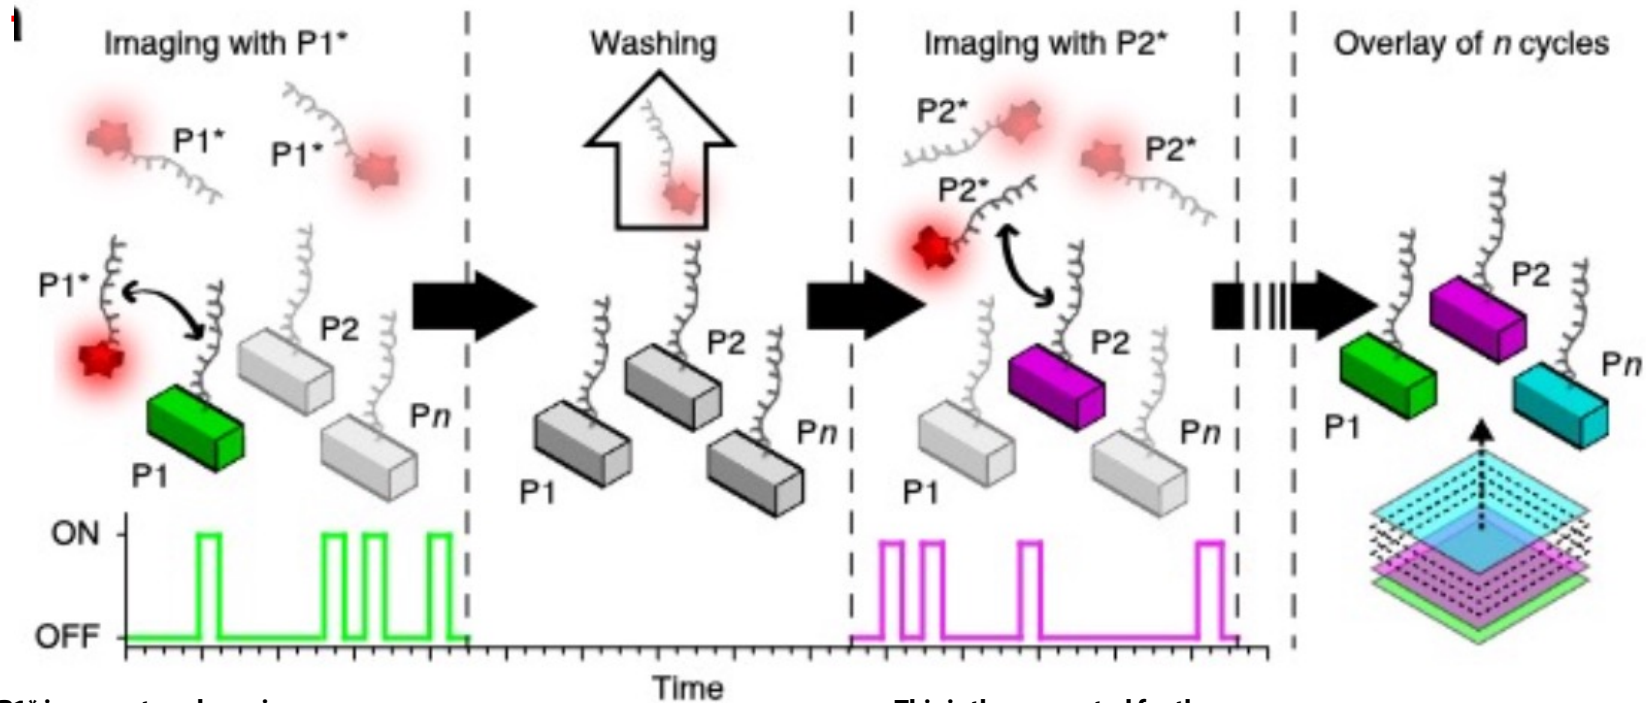 Imaging with P1*
Washing
Imaging with P2*
Overlay of n cycles
P1*
P1*
P1*
P2
Pn
P1
P2
Pn
P1
P2*
P2*
P2*
P2
Pn
P1
P2
Pn
P1
ON
OFF
Time